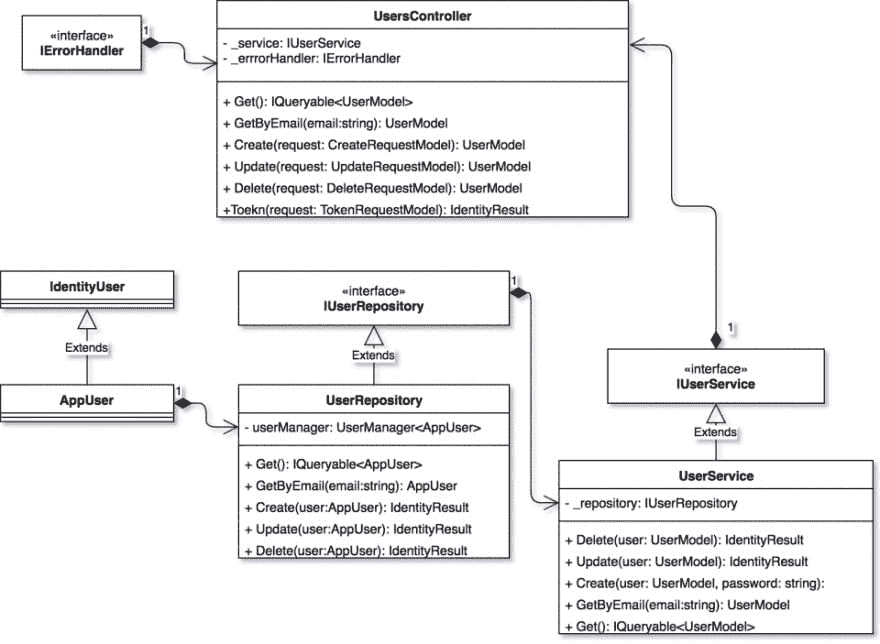 «interface»
IErrorHandler
1
UsersController
- _service: IUserService
- _errrorHandler: IErrorHandler
+ Get(): IQueryable<UserModel>
+ GetByEmail(email:string): UserModel
+ Create(request: CreateRequestModel): UserModel
+ Update(request: UpdateRequestModel): UserModel
+ Delete(request: DeleteRequestModel): UserModel
+Toekn(request: TokenRequestModel): IdentityResult
IdentityUser
Extends
AppUser
1
«interface»
IUserRepository
1
Extends
UserRepository
- userManager: UserManager<AppUser>
+ Get(): IQueryable<AppUser>
+ GetByEmail(email:string): AppUser
+ Create(user:AppUser): IdentityResult
+ Update(user:AppUser): IdentityResult
+ Delete(user:AppUser): IdentityResult
1
«interface»
IUserService
Extends
UserService
- _repository: IUserRepository
+ Delete(user: UserModel): IdentityResult
+ Update(user: UserModel): IdentityResult
+ Create(user: UserModel, password: string):
+ GetByEmail(email:string): UserModel
+ Get(): IQueryable<UserModel>